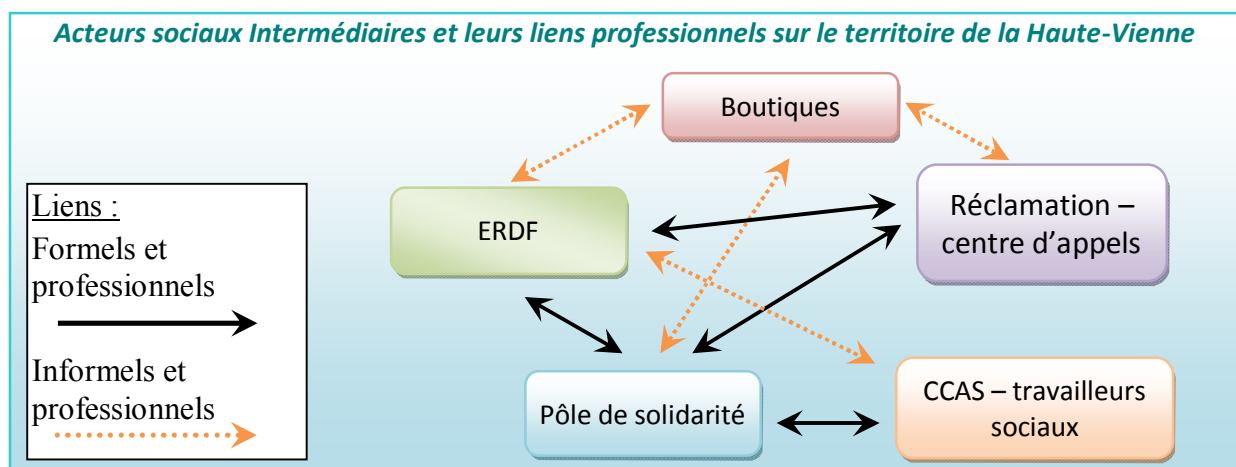 Acteurs sociaux Intermédiaires et leurs liens professionnels sur le territoire de la Haute-Vienne
Boutiques
ERDF
Réclamation –
centre d'appels
Liens :
Formels et
professionnels
Informels et
professionnels
Pôle de solidarité
CCAS – travailleurs
sociaux